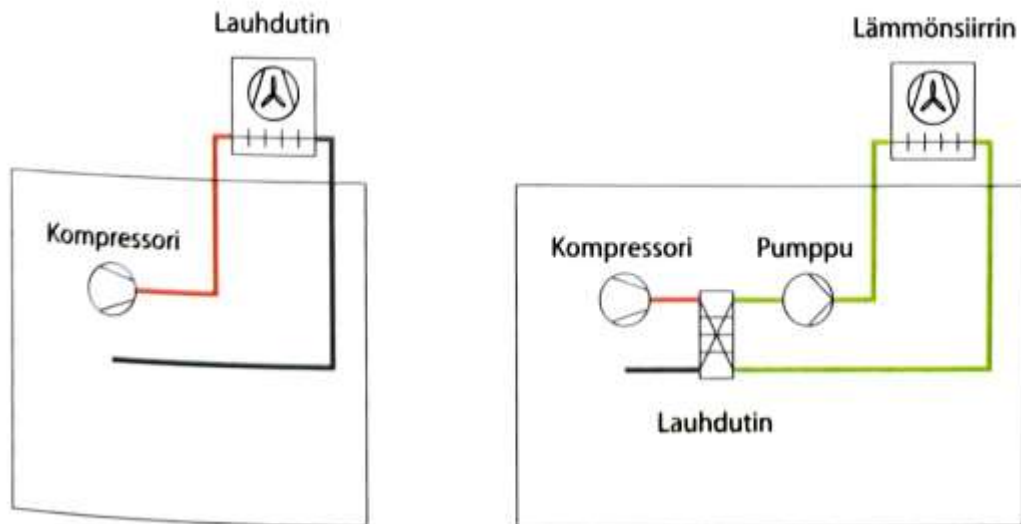 Lauhdutin
Kompressori
Lämmönsiirrin
Kompressori
Pumppu
Lauhdutin